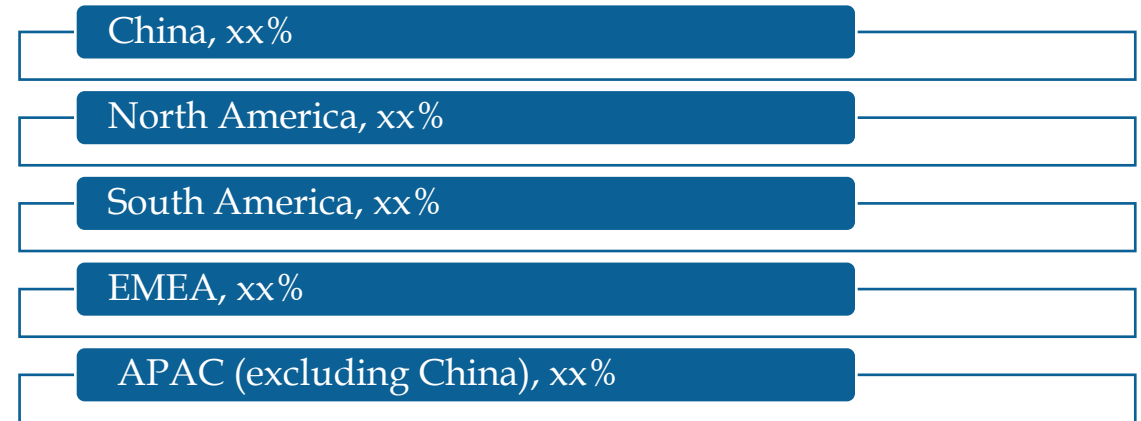 China, xx%
North America, xx%
South America, xx%
EMEA, xx%
APAC (excluding China), xx%